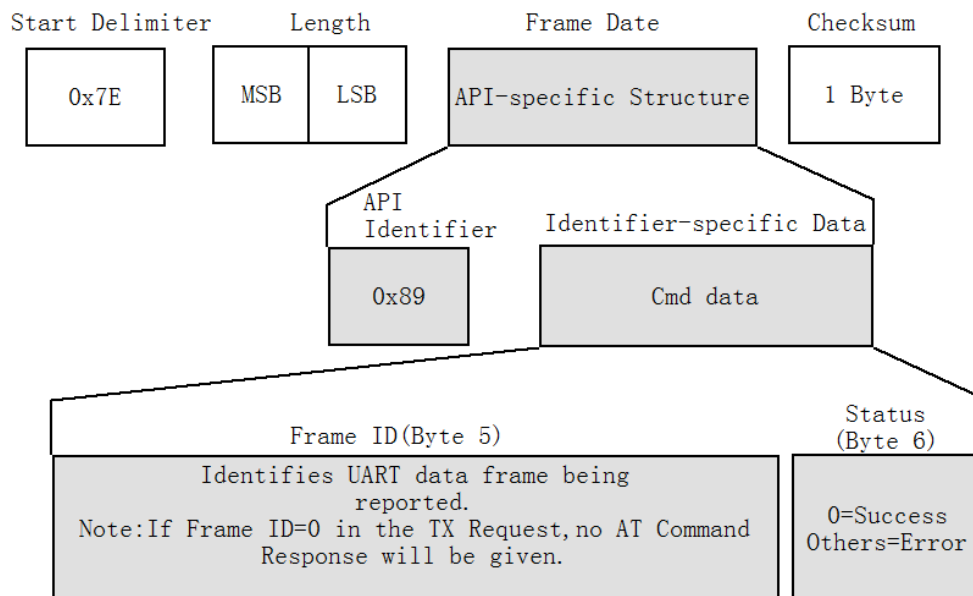 Start Delimiter
Length
Frame Date
Checksum
0x7E
MSB
LSB
API-specific Structure
1 Byte
API
Identifier
Identifier-specific Data
0x89
Cmd data
Frame ID(Byte 5)
Status
(Byte 6)
Identifies UART data frame being
reported.
Note:If Frame ID=0 in the TX Request,no AT Command
Response will be given.
0=Success
Others=Error